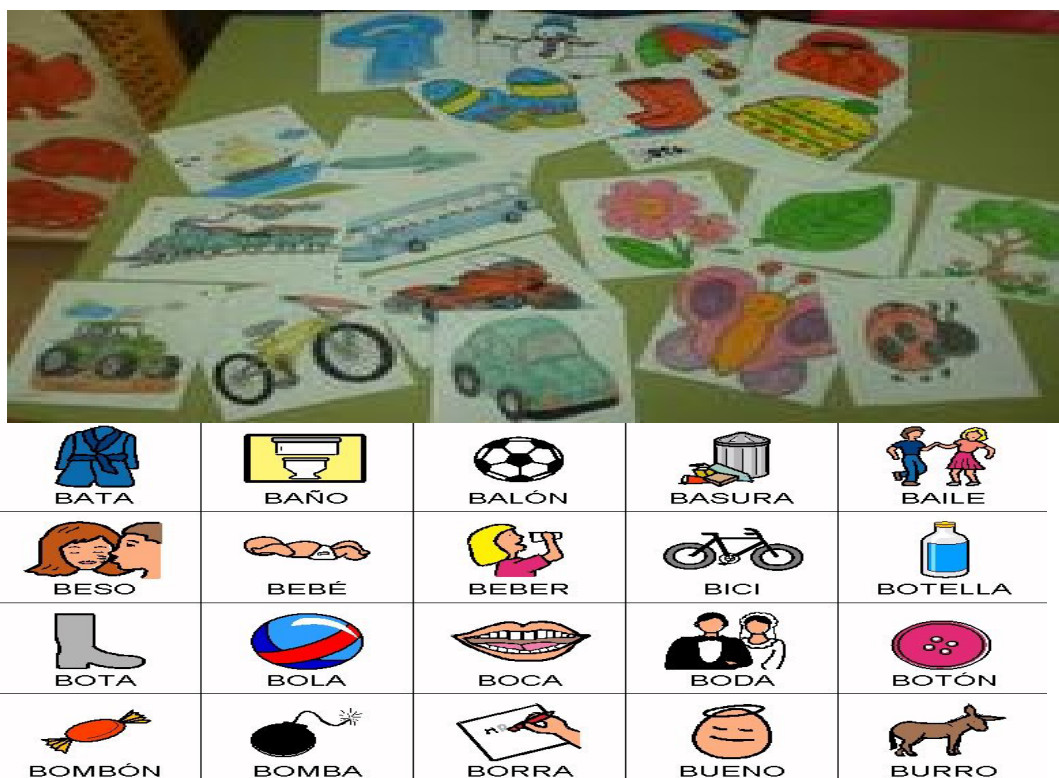 BATA BAÑO BALÓN BASURA BAILE
BESO BEBÉ BEBER BICI BOTELLA
BOTA BOLA BOCA BODA BOTÓN
BOMBÓN BOMBA BORRA BUENO BURRO